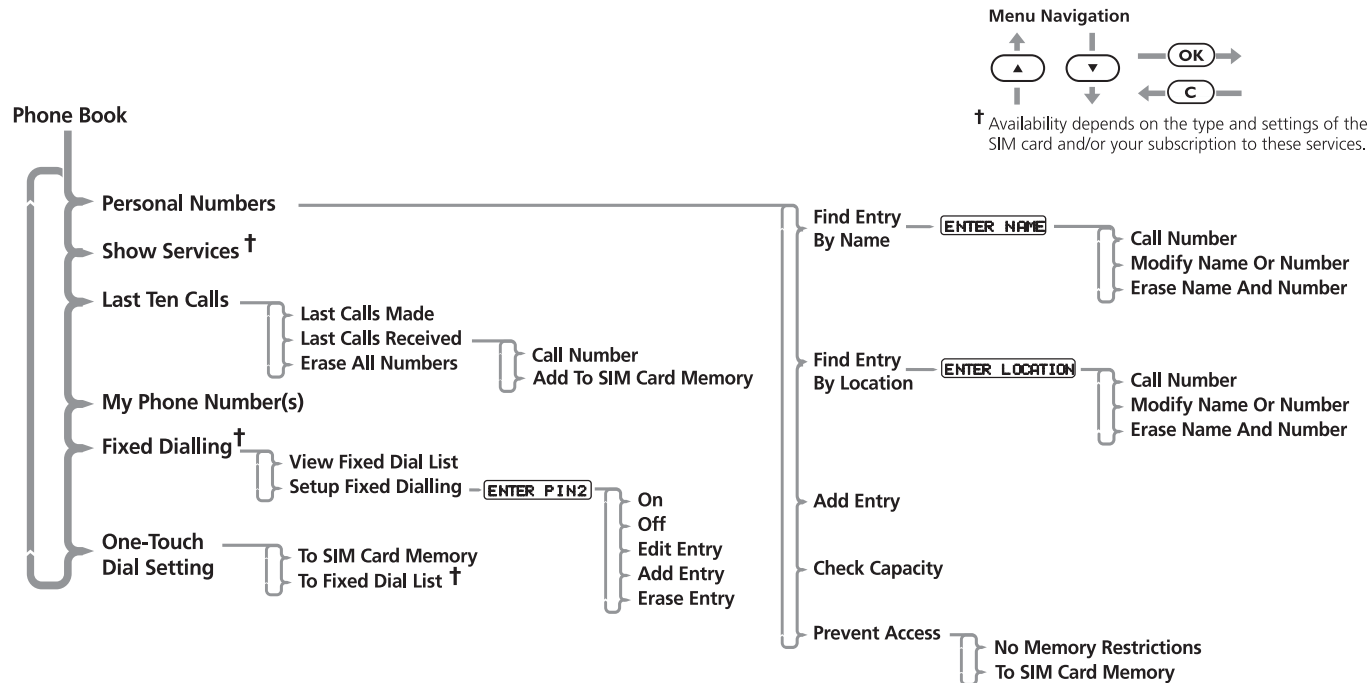 Menu Navigation
OK
C
† Availability depends on the type and settings of the
SIM card and/or your subscription to these services.
Phone Book
Personal Numbers
Show Services †
Last Ten Calls
Last Calls Made
Last Calls Received
Erase All Numbers
Call Number
Add To SIM Card Memory
My Phone Number(s)
Fixed Dialling†
View Fixed Dial List
Setup Fixed Dialling
ENTER PIN2
On
Off
Edit Entry
Add Entry
Erase Entry
One-Touch
Dial Setting
To SIM Card Memory
To Fixed Dial List †
Find Entry
By Name
ENTER NAME
Call Number
Modify Name Or Number
Erase Name And Number
Find Entry
By Location
ENTER LOCATION
Call Number
Modify Name Or Number
Erase Name And Number
Add Entry
Check Capacity
Prevent Access
No Memory Restrictions
To SIM Card Memory